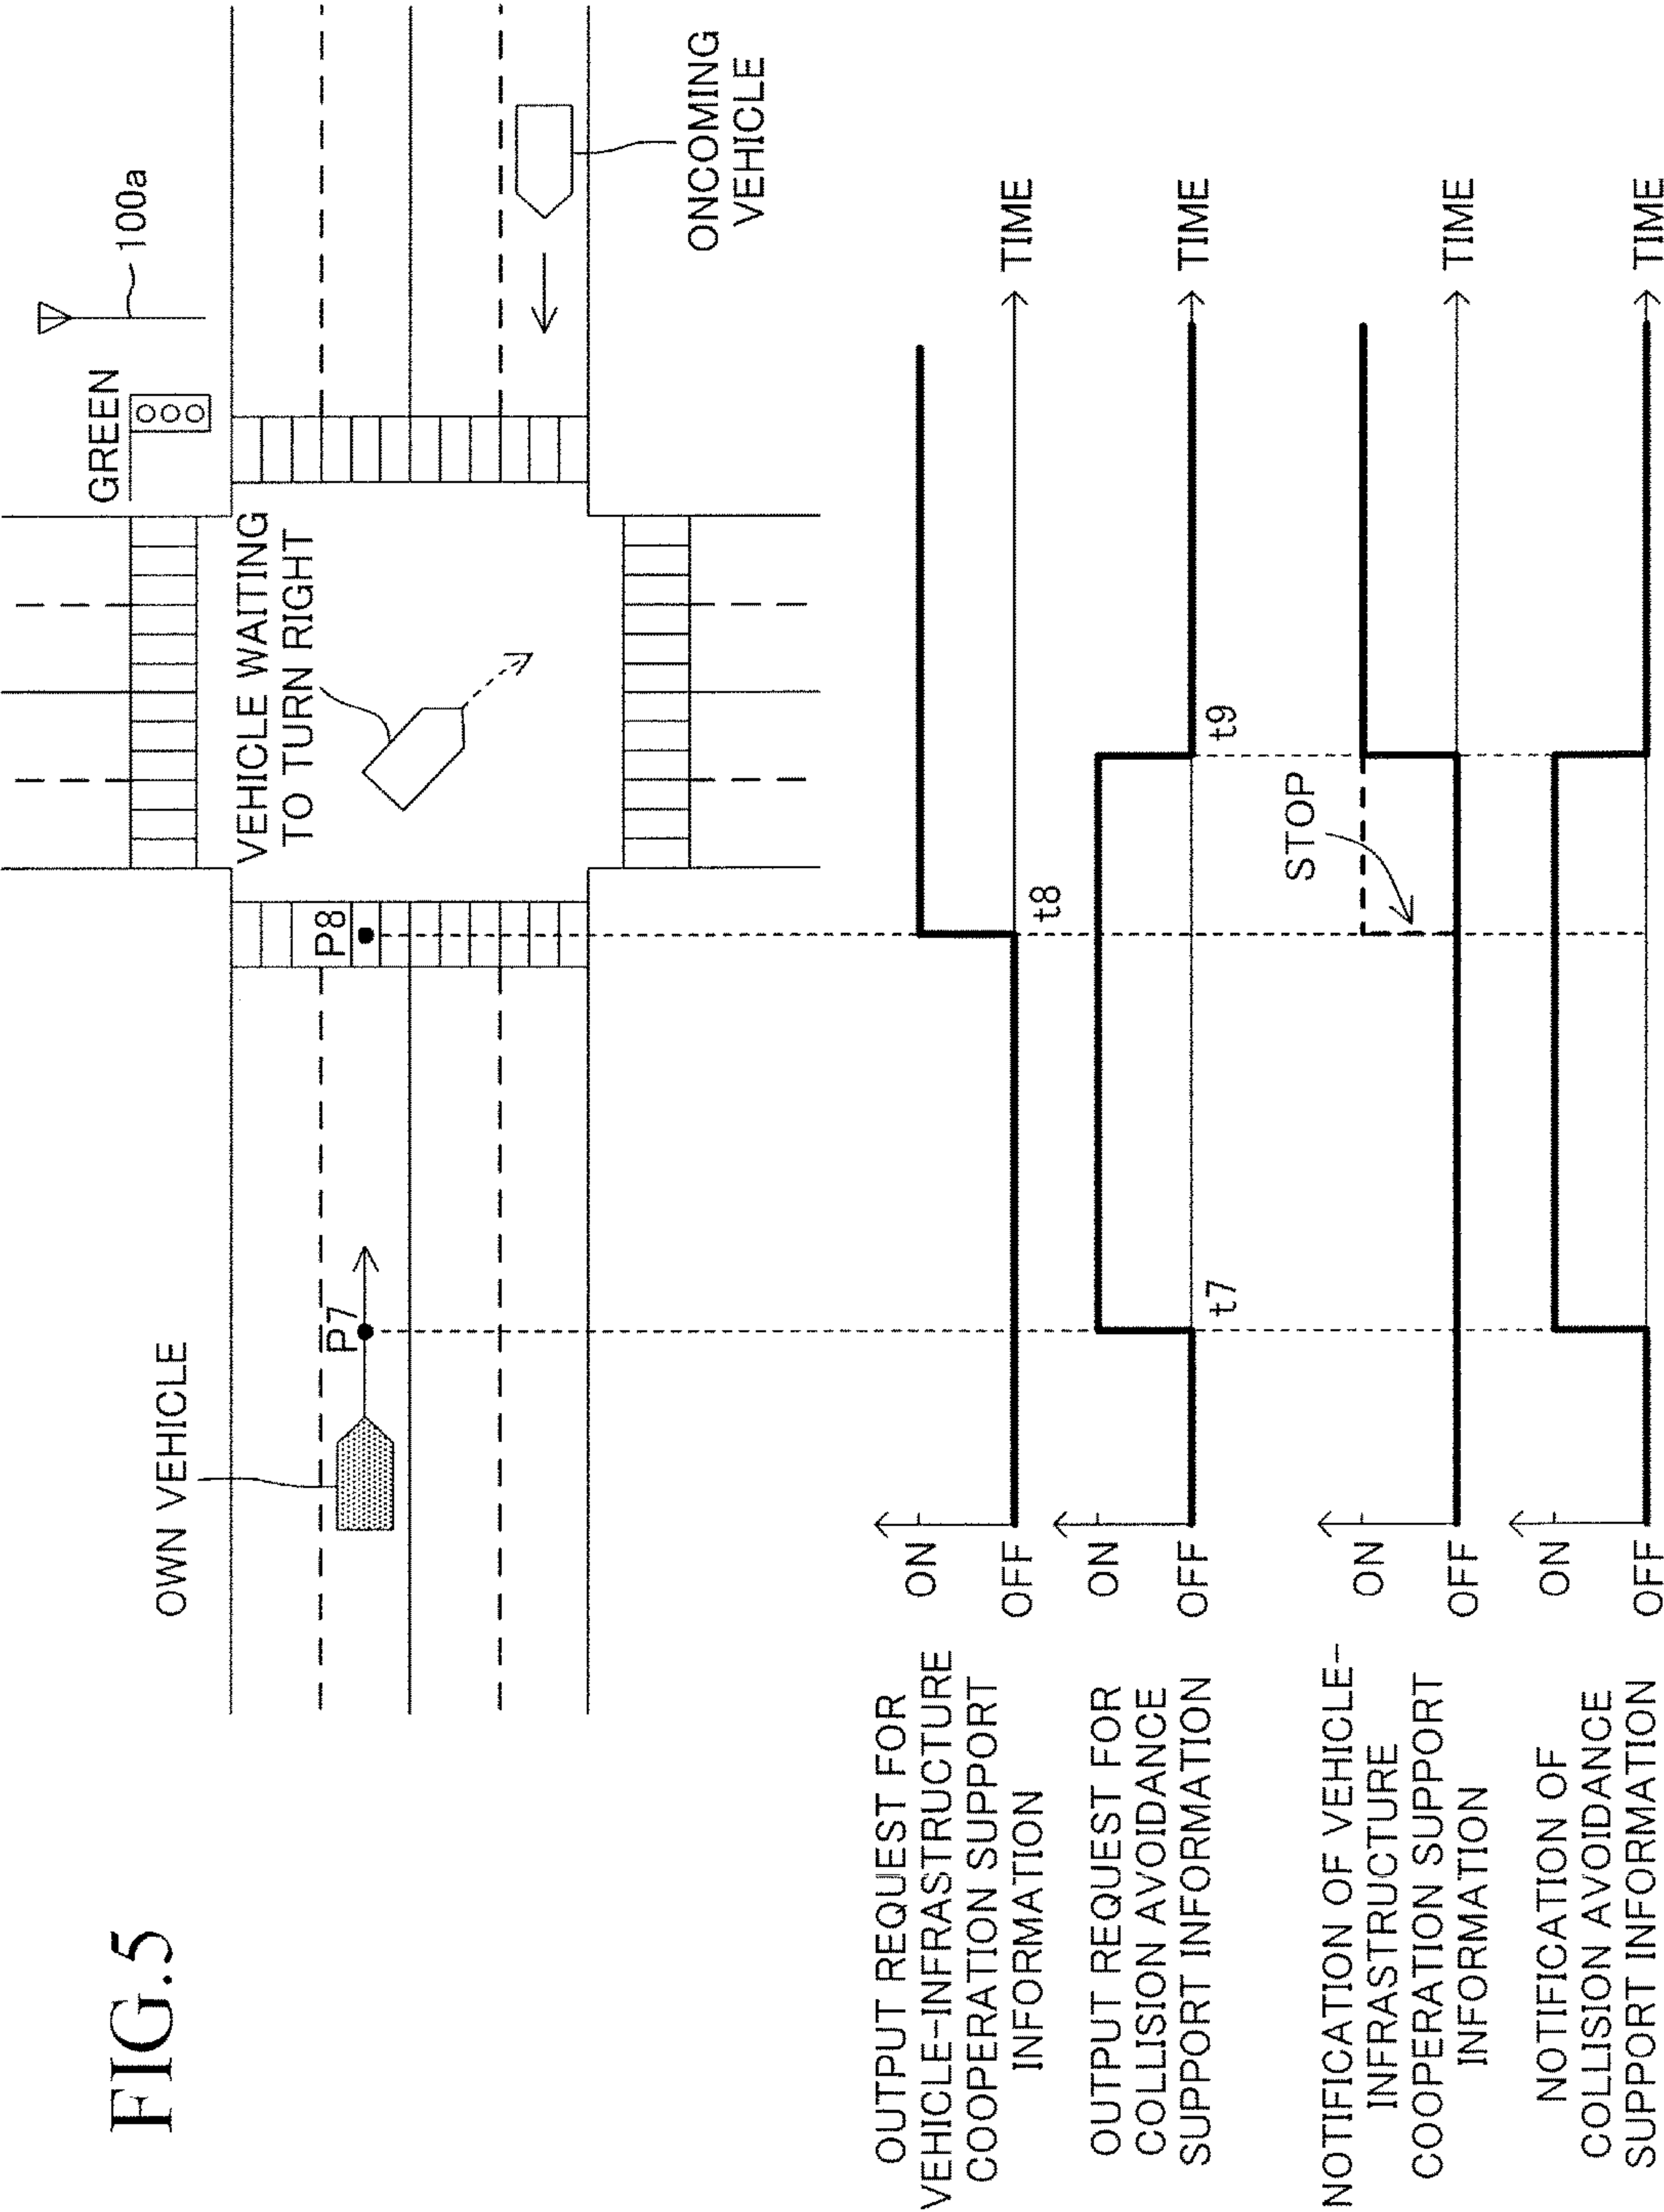 FIG.5
OWN VEHICLE
P7
P8
VEHICLE WAITING
TO TURN RIGHT
GREEN
100a
ONCOMING
VEHICLE
OUTPUT REQUEST FOR
VEHICLE-INFRASTRUCTURE
COOPERATION SUPPORT
INFORMATION
ON
OFF
t8
TIME
OUTPUT REQUEST FOR
COLLISION AVOIDANCE
SUPPORT INFORMATION
ON
OFF
t7
t9
TIME
NOTIFICATION OF VEHICLE-
INFRASTRUCTURE
COOPERATION SUPPORT
INFORMATION
ON
OFF
STOP
TIME
NOTIFICATION OF
COLLISION AVOIDANCE
SUPPORT INFORMATION
ON
OFF
TIME